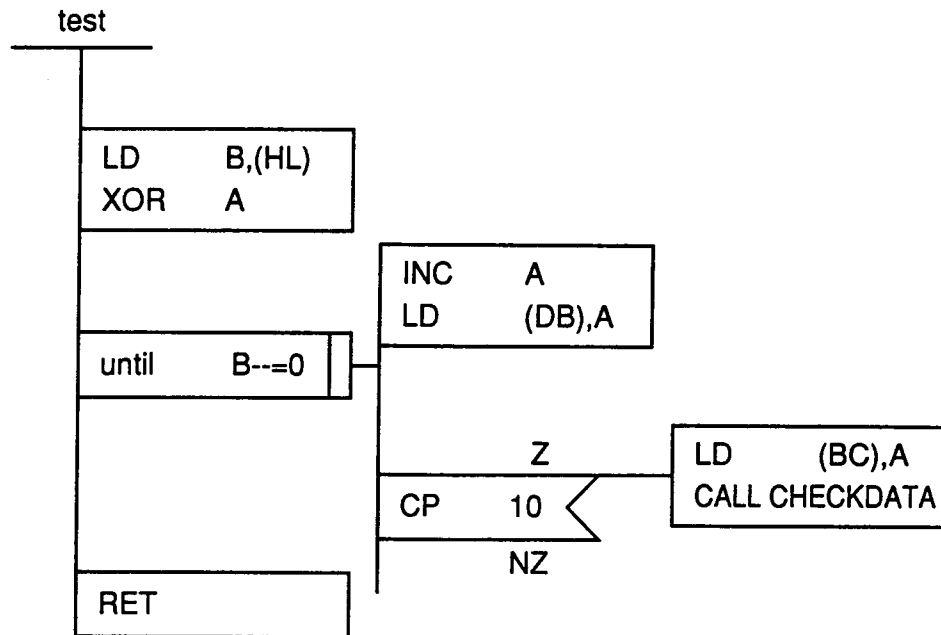 test
LD B,(HL)
XOR A
INC A
LD (DB),A
until B--=0
Z
LD (BC),A
CALL CHECKDATA
CP 10
NZ
RET